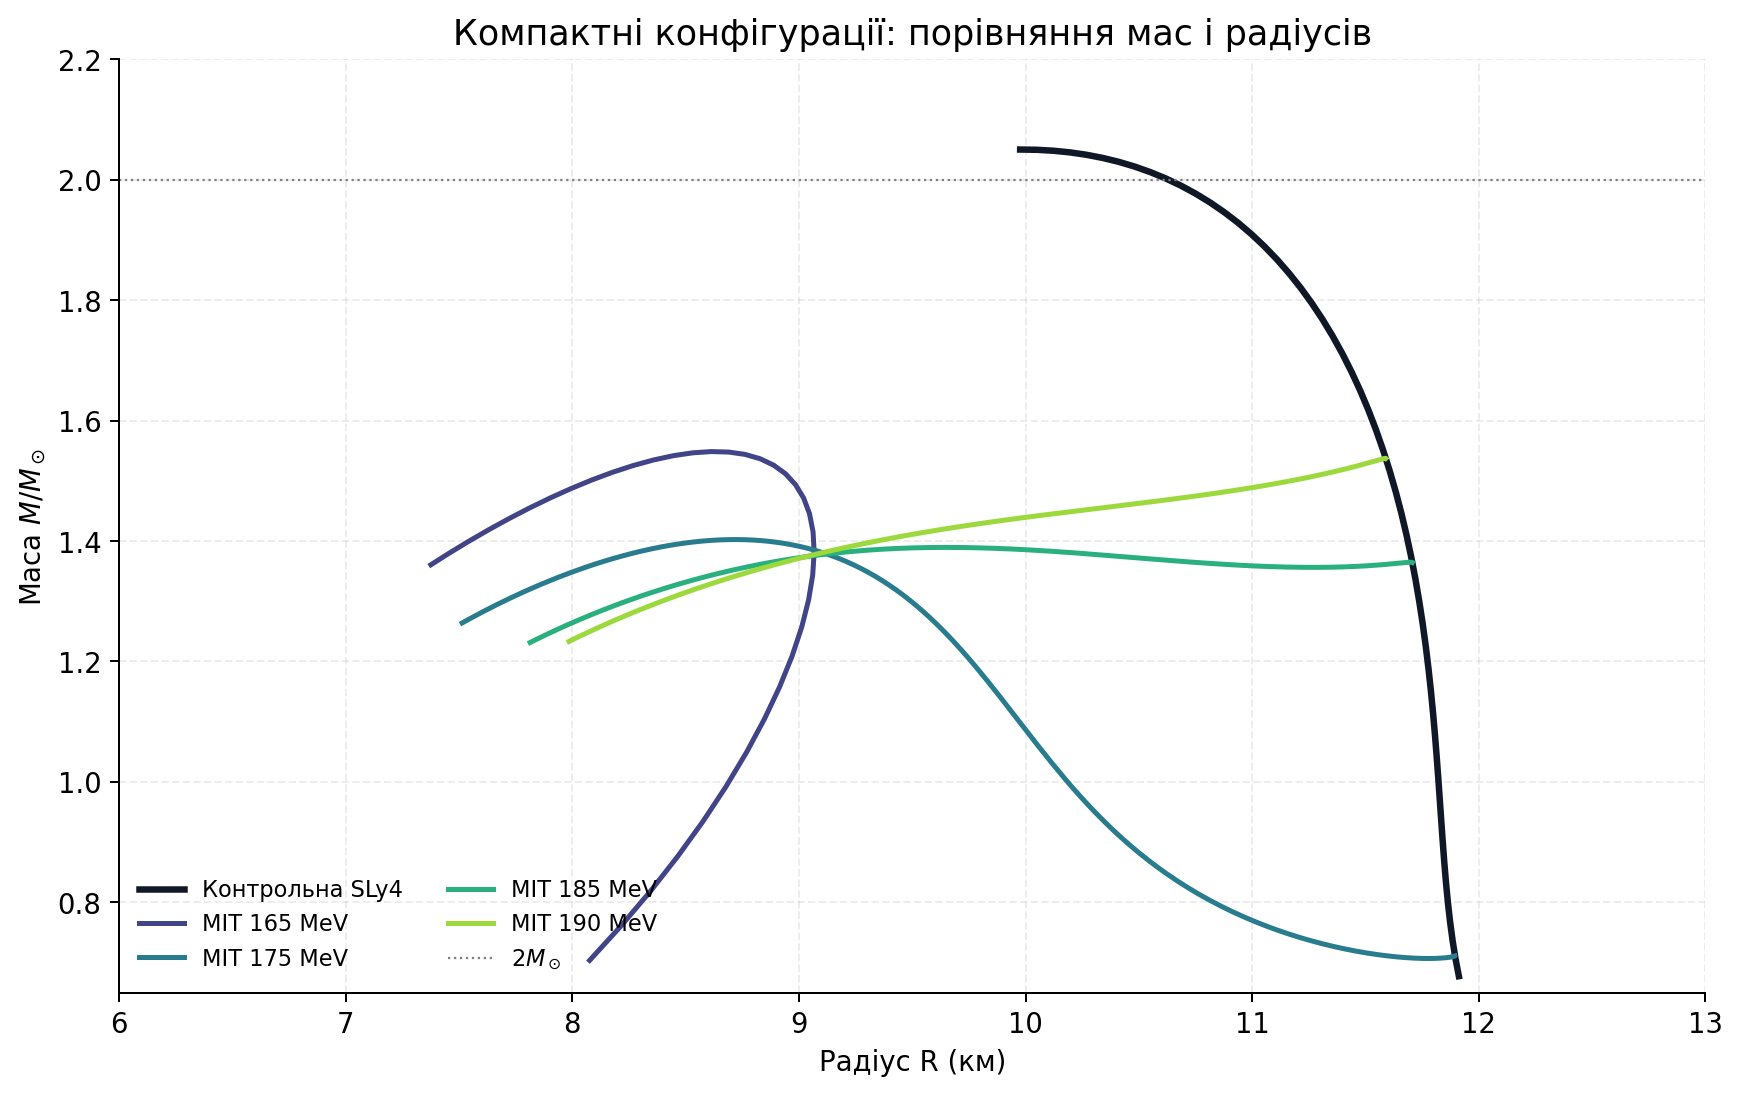 Компактні конфігурації: порівняння мас і радіусів
2.2
2.0
1.8
1.6
1.4
1.2
1.0
0.8
Маса M/M⊙
Контрольна SLy4
MIT 165 MeV
MIT 175 MeV
MIT 185 MeV
MIT 190 MeV
2M⊙
6 7 8 9 10 11 12 13
Радіус R (км)